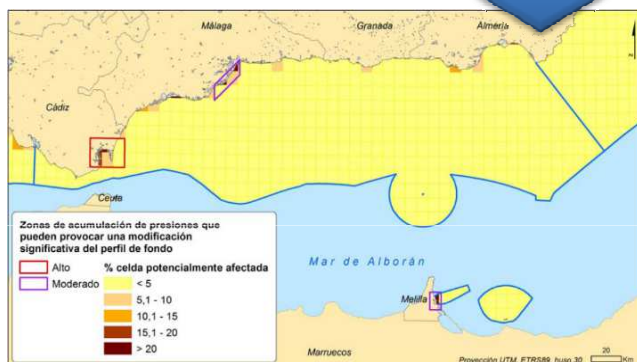 Málaga
Granada
Almería
Cádiz
Ceuta
Zonas de acumulación de presiones que
pueden provocar una modificación
significativa del perfil de fondo
Alto
Moderado
% celda potencialmente afectada
< 5
5,1 - 10
10,1 - 15
15,1 - 20
> 20
Mar de Alborán
Melilla
Marruecos
Proyección UTM, ETRS89, huso 30
20
Km